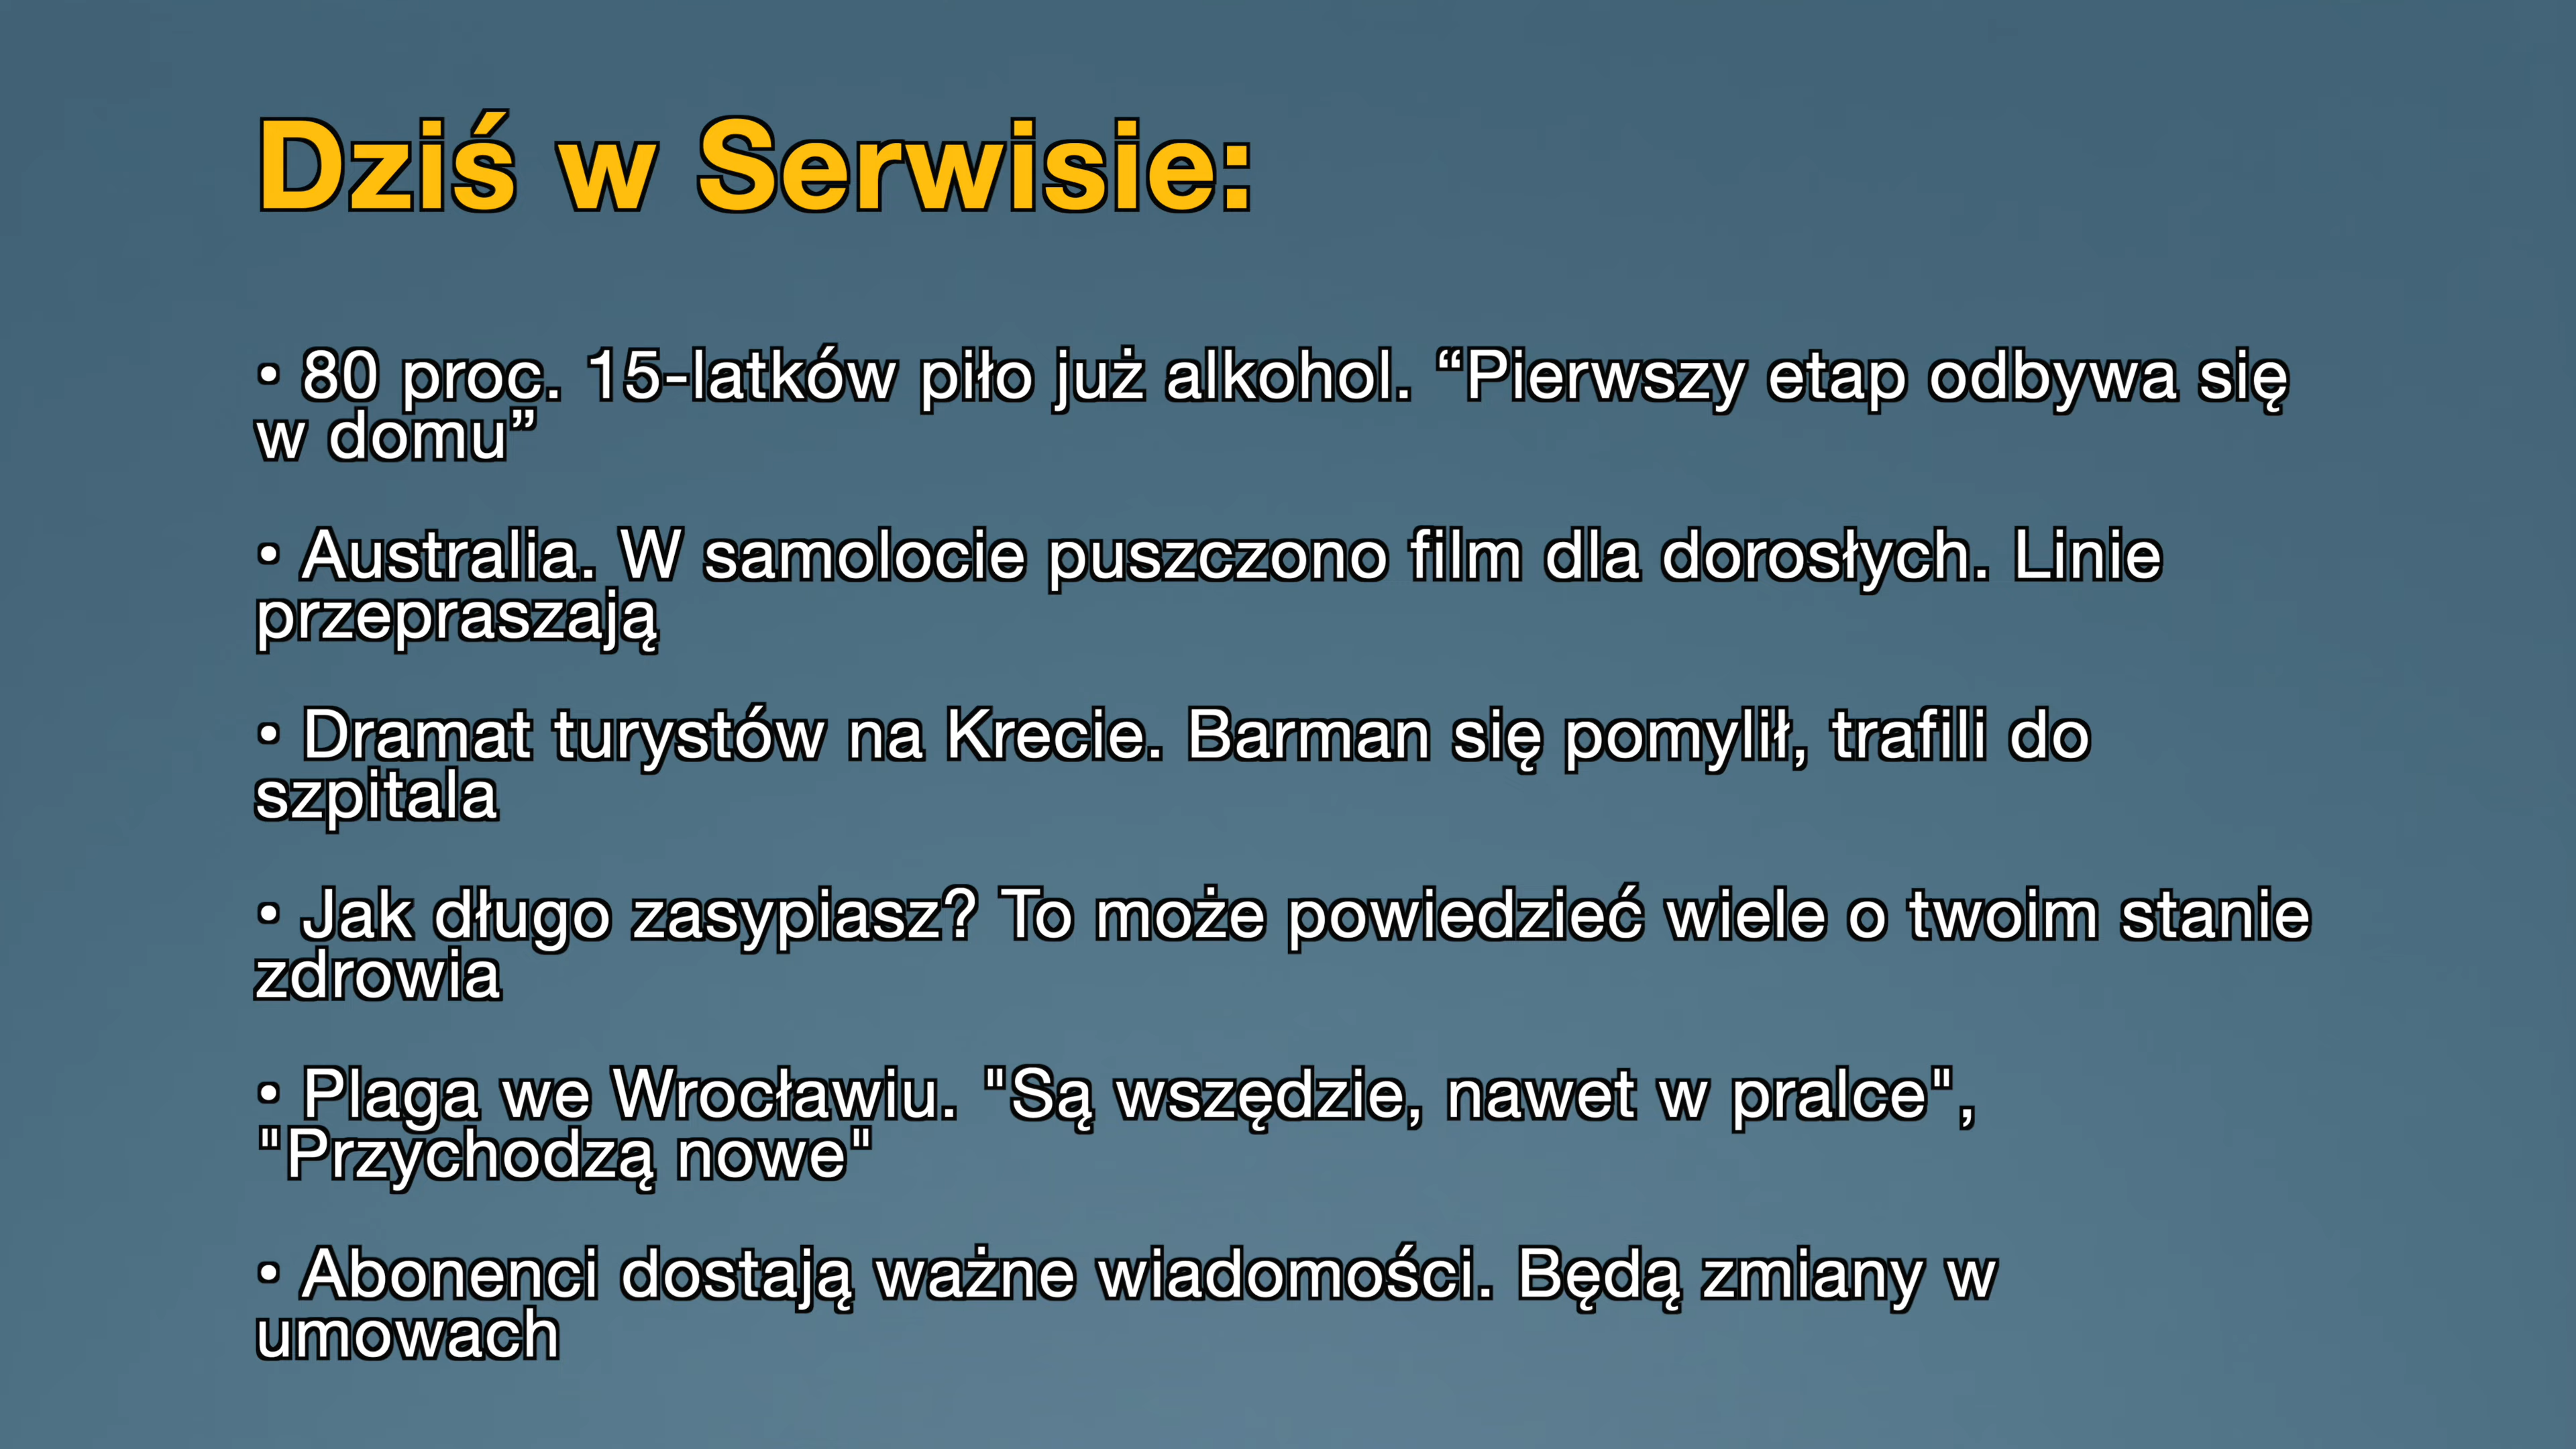 Dziś w Serwisie:
• 80 proc. 15-latków piło już alkohol. “Pierwszy etap odbywa się
w domu”
• Australia. W samolocie puszczono film dla dorosłych. Linie
przepraszają
• Dramat turystów na Krecie. Barman się pomylił, trafili do
szpitala
• Jak długo zasypiasz? To może powiedzieć wiele o twoim stanie
zdrowia
• Plaga we Wrocławiu. "Są wszędzie, nawet w pralce",
"Przychodzą nowe"
• Abonenci dostają ważne wiadomości. Będą zmiany w
umowach